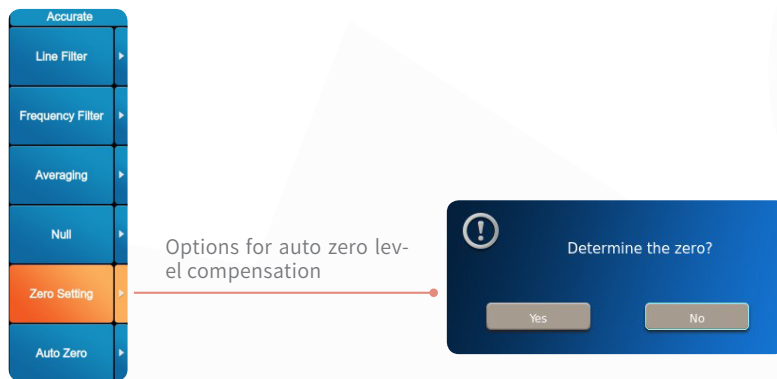 Accurate
Line Filter
Frequency Filter
Averaging
Null
Zero Setting
Auto Zero
Options for auto zero lev-
el compensation
Determine the zero?
Yes
No